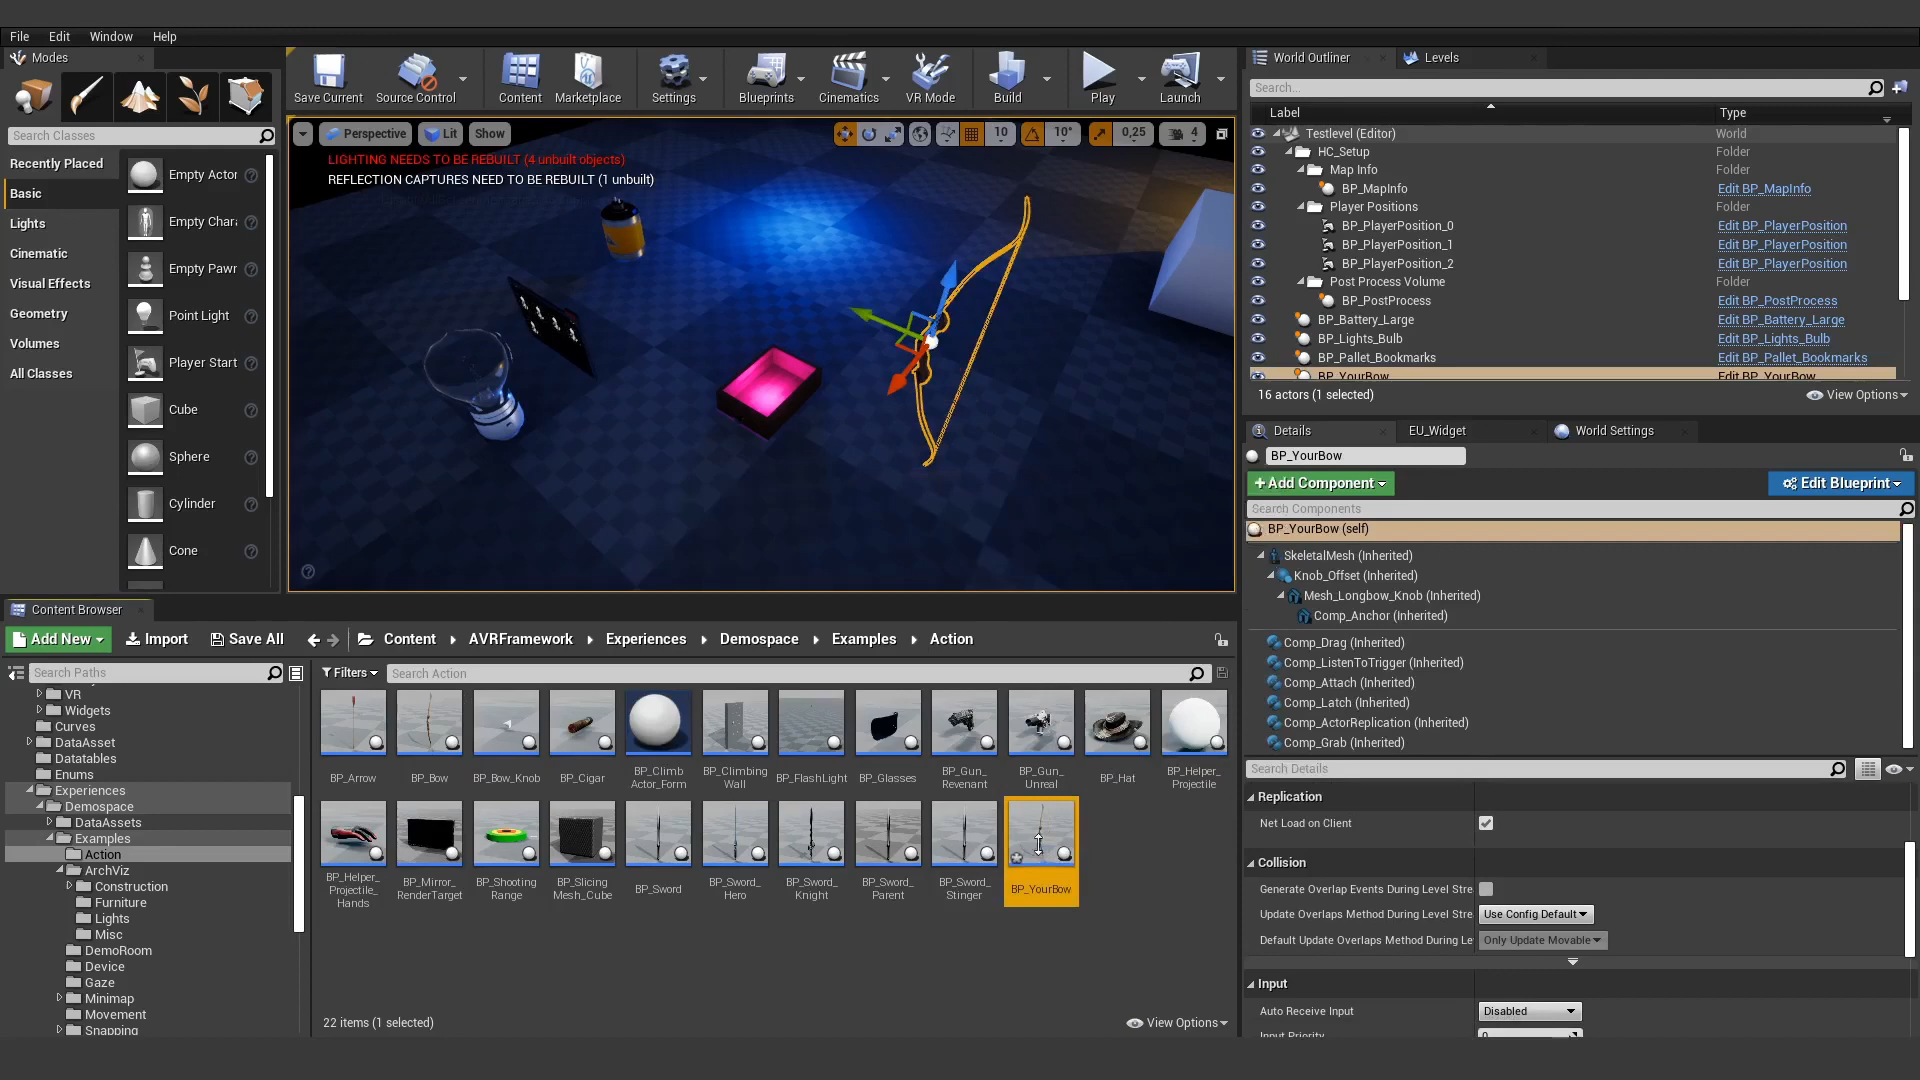 File Edit Window Help
Modes
Save Current Source Control Content Marketplace Settings Blueprints Cinematics VR Mode Build Play Launch
Search Classes
Recently Placed
Basic
Lights
Cinematic
Visual Effects
Geometry
Volumes
All Classes
Empty Actor
Empty Chara
Empty Pawn
Point Light
Player Start
Cube
Sphere
Cylinder
Cone
Perspective Lit Show
10 10° 0,25 4
LIGHTING NEEDS TO BE REBUILT (4 unbuilt objects)
REFLECTION CAPTURES NEED TO BE REBUILT (1 unbuilt)
World Outliner Levels
Search...
Label Type
Testlevel (Editor) World
HC_Setup Folder
Map Info Folder
BP_MapInfo Edit BP_MapInfo
Player Positions Folder
BP_PlayerPosition_0 Edit BP_PlayerPosition
BP_PlayerPosition_1 Edit BP_PlayerPosition
BP_PlayerPosition_2 Edit BP_PlayerPosition
Post Process Volume Folder
BP_PostProcess Edit BP_PostProcess
BP_Battery_Large Edit BP_Battery_Large
BP_Lights_Bulb Edit BP_Lights_Bulb
BP_Pallet_Bookmarks Edit BP_Pallet_Bookmarks
BP_YourBow Edit BP_YourBow
16 actors (1 selected) View Options
Details EU_Widget World Settings
BP_YourBow
+Add Component Edit Blueprint
Search Components
BP_YourBow (self)
SkeletalMesh (Inherited)
Knob_Offset (Inherited)
Mesh_Longbow_Knob (Inherited)
Comp_Anchor (Inherited)
Comp_Drag (Inherited)
Comp_ListenToTrigger (Inherited)
Comp_Attach (Inherited)
Comp_Latch (Inherited)
Comp_ActorReplication (Inherited)
Comp_Grab (Inherited)
Search Details
Replication
Net Load on Client
Collision
Generate Overlap Events During Level Stre
Update Overlaps Method During Level Stre Use Config Default
Default Update Overlaps Method During Le Only Update Movable
Input
Auto Receive Input Disabled
Input Priority 0
Content Browser
Add New Import Save All Content AVRFramework Experiences Demospace Examples Action
Search Paths
Filters Search Action
VR
Widgets
Curves
DataAsset
Datatables
Enums
Experiences
Demospace
DataAssets
Examples
Action
ArchViz
Construction
Furniture
Lights
Misc
DemoRoom
Device
Gaze
Minimap
Movement
Snapping
BP_Arrow BP_Bow BP_Bow_Knob BP_Cigar BP_Climb Actor_Form BP_Climbing Wall BP_FlashLight BP_Glasses BP_Gun_ Revenant BP_Gun_ Unreal BP_Hat BP_Helper_ Projectile
BP_Helper_ Projectile_ Hands BP_Mirror_ RenderTarget BP_Shooting Range BP_Slicing Mesh_Cube BP_Sword BP_Sword_ Hero BP_Sword_ Knight BP_Sword_ Parent BP_Sword_ Stinger BP_YourBow
22 items (1 selected) View Options